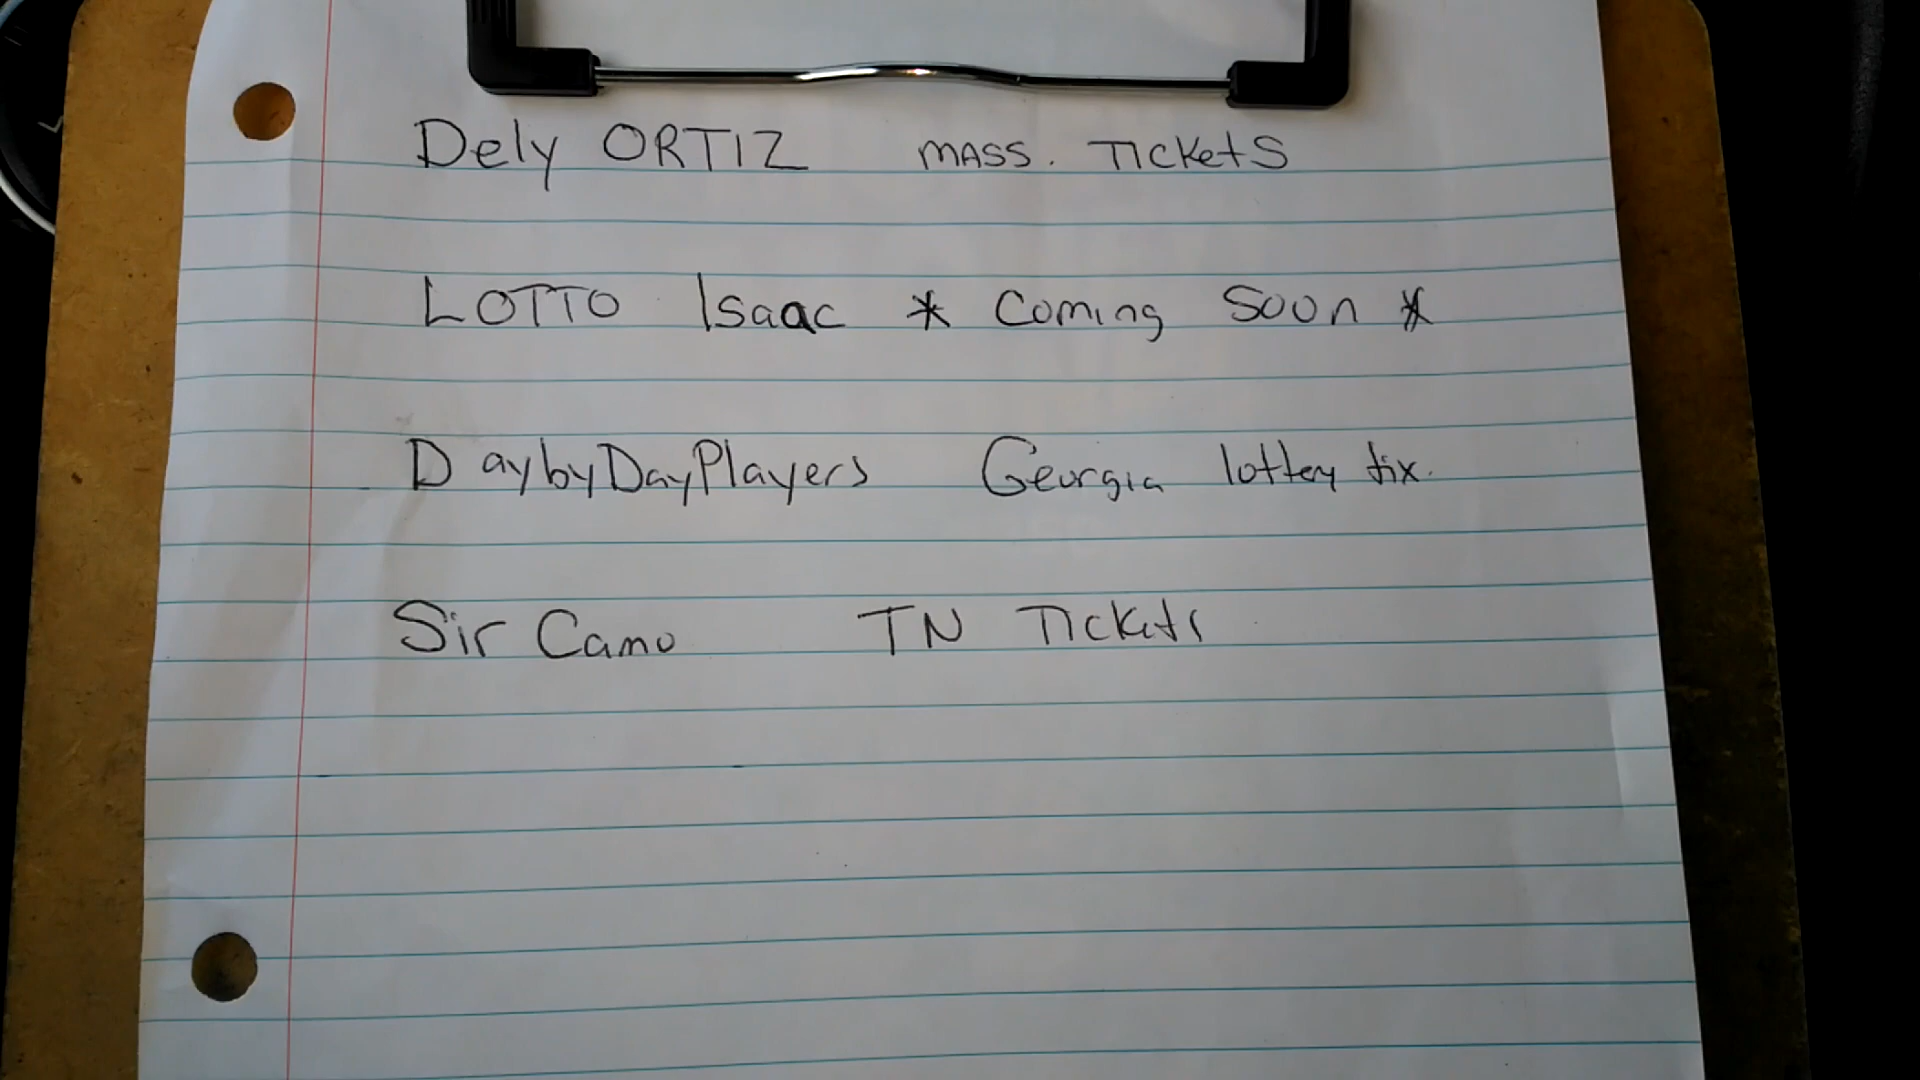 Dely ORTIZ MASS. TICKetS
LOTTO Isaac * Coming Soon *
DaybyDayPlayers Georgia lottery tix.
Sir Camo TN TICKets